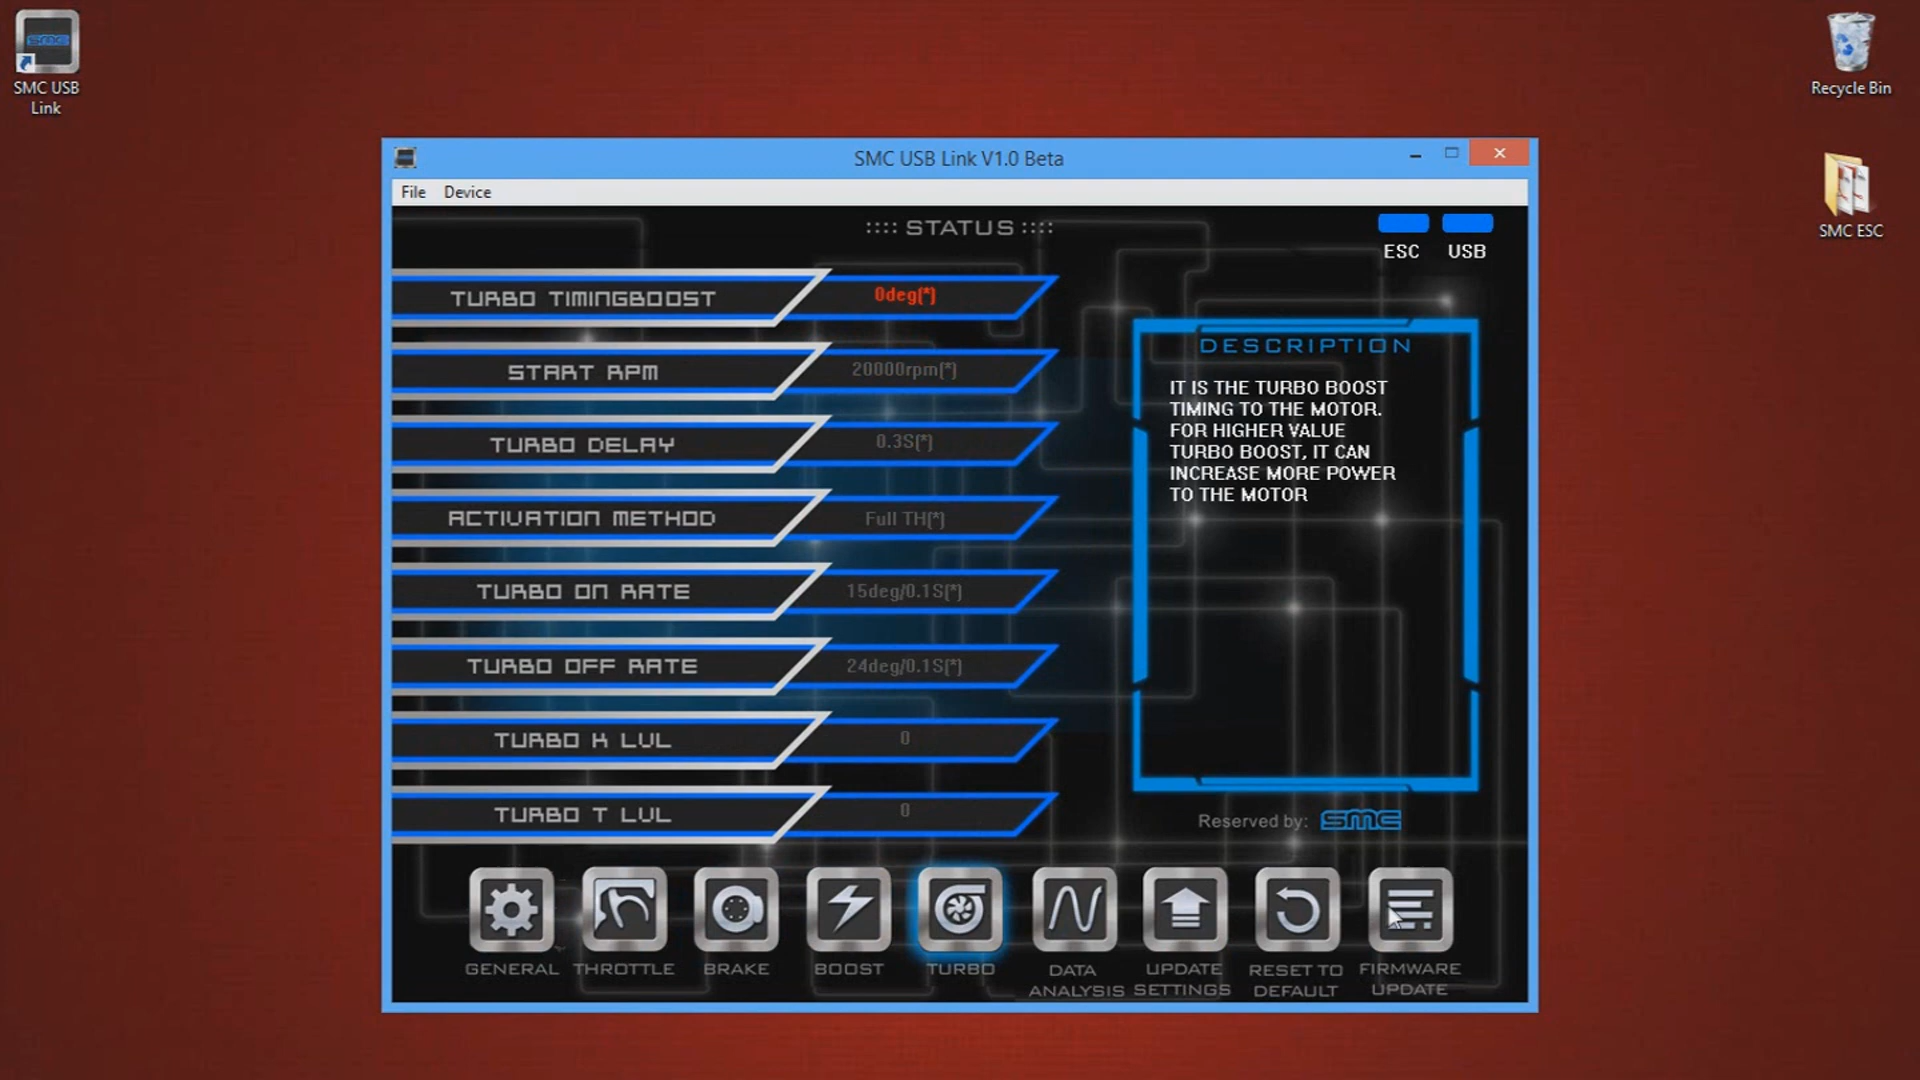 SMC
SMC USB
Link
Recycle Bin
SMC ESC
SMC USB Link V1.0 Beta
File Device
:::: STATUS ::::
ESC USB
TURBO TIMINGBOOST 0deg(*)
START RPM 20000rpm(*)
TURBO DELAY 0.3S(*)
ACTIVATION METHOD Full TH(*)
TURBO ON RATE 15deg/0.1S(*)
TURBO OFF RATE 24deg/0.1S(*)
TURBO K LVL 0
TURBO T LVL 0
DESCRIPTION
IT IS THE TURBO BOOST
TIMING TO THE MOTOR.
FOR HIGHER VALUE
TURBO BOOST, IT CAN
INCREASE MORE POWER
TO THE MOTOR
Reserved by: SMC
GENERAL
THROTTLE
BRAKE
BOOST
TURBO
DATA
ANALYSIS
UPDATE
SETTINGS
RESET TO
DEFAULT
FIRMWARE
UPDATE